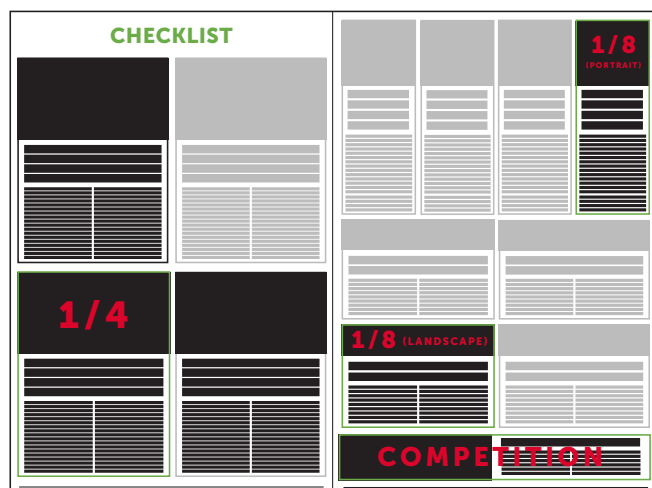 CHECKLIST
1/4
1/8
(PORTRAIT)
1/8 (LANDSCAPE)
COMPETITION